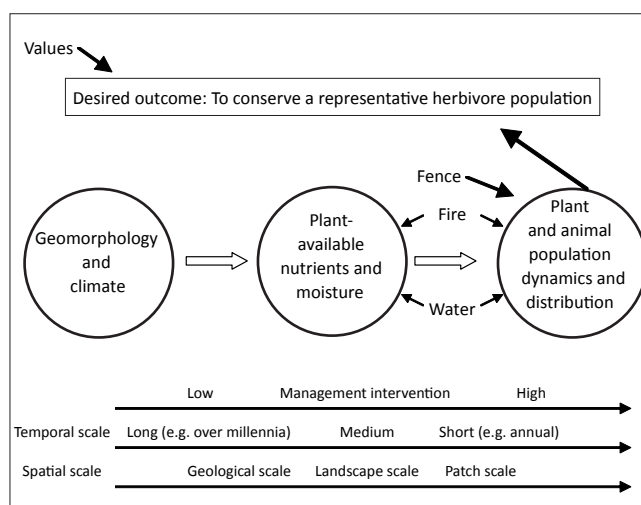 Values
Desired outcome: To conserve a representative herbivore population
Fence
Geomorphology
and
climate
Plant-
available
nutrients and
moisture
Fire
Water
Plant
and animal
population
dynamics and
distribution
Low Management intervention High
Temporal scale Long (e.g. over millennia) Medium Short (e.g. annual)
Spatial scale Geological scale Landscape scale Patch scale